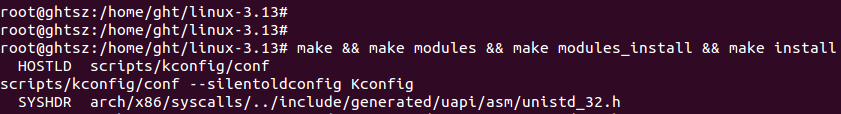 root@ghtsz:/home/ght/linux-3.13#
root@ghtsz:/home/ght/linux-3.13#
root@ghtsz:/home/ght/linux-3.13# make && make modules && make modules_install && make install
  HOSTLD  scripts/kconfig/conf
scripts/kconfig/conf --silentoldconfig Kconfig
  SYSHDR  arch/x86/syscalls/../include/generated/uapi/asm/unistd_32.h